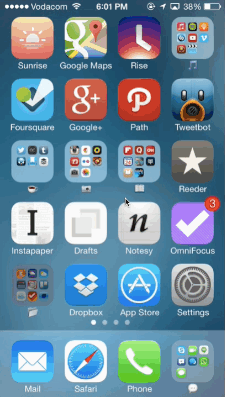 Vodacom 6:01 PM 38%
Sunrise Google Maps Rise
g+
Foursquare Google+ Path Tweetbot
Reeder
I n 3
Instapaper Drafts Notesy OmniFocus
Dropbox App Store Settings
Mail Safari Phone